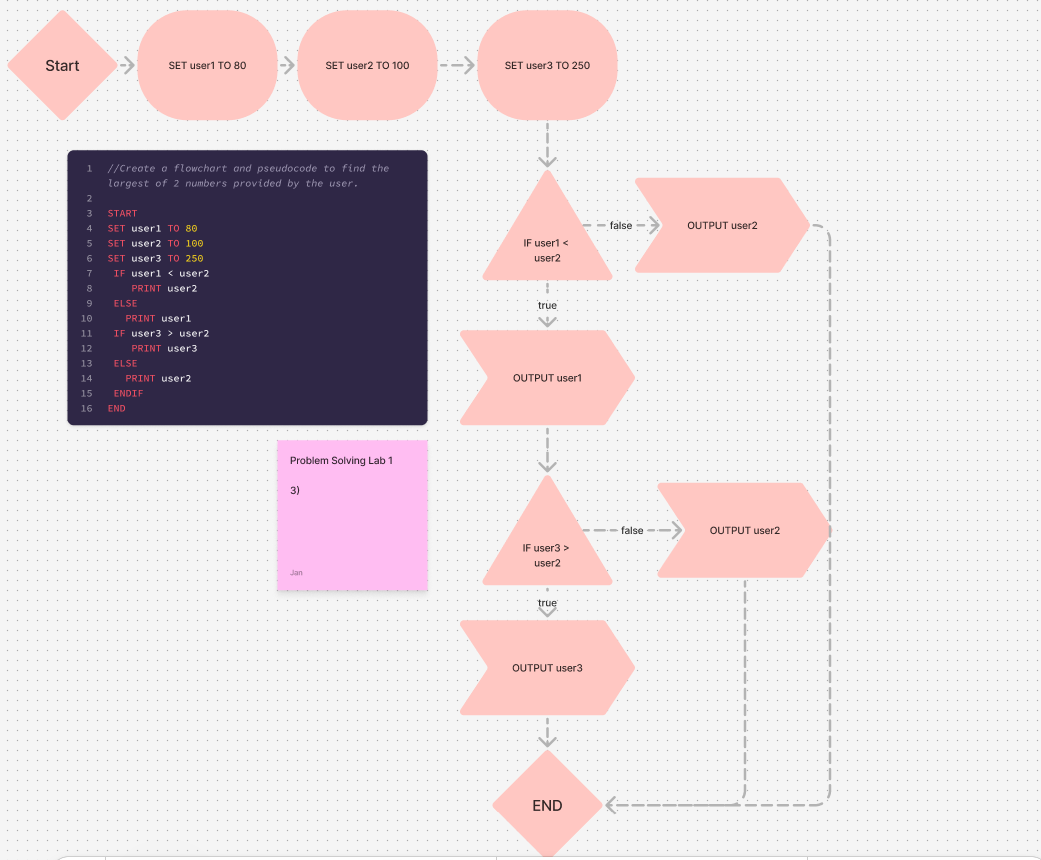 Start
SET user1 TO 80
SET user2 TO 100
SET user3 TO 250
1 //Create a flowchart and pseudocode to find the
largest of 2 numbers provided by the user.
2
3 START
4 SET user1 TO 80
5 SET user2 TO 100
6 SET user3 TO 250
7 IF user1 < user2
8 PRINT user2
9 ELSE
10 PRINT user1
11 IF user3 > user2
12 PRINT user3
13 ELSE
14 PRINT user2
15 ENDIF
16 END
Problem Solving Lab 1
3)
Jan
IF user1 <
user2
false
OUTPUT user2
true
OUTPUT user1
IF user3 >
user2
false
OUTPUT user2
true
OUTPUT user3
END